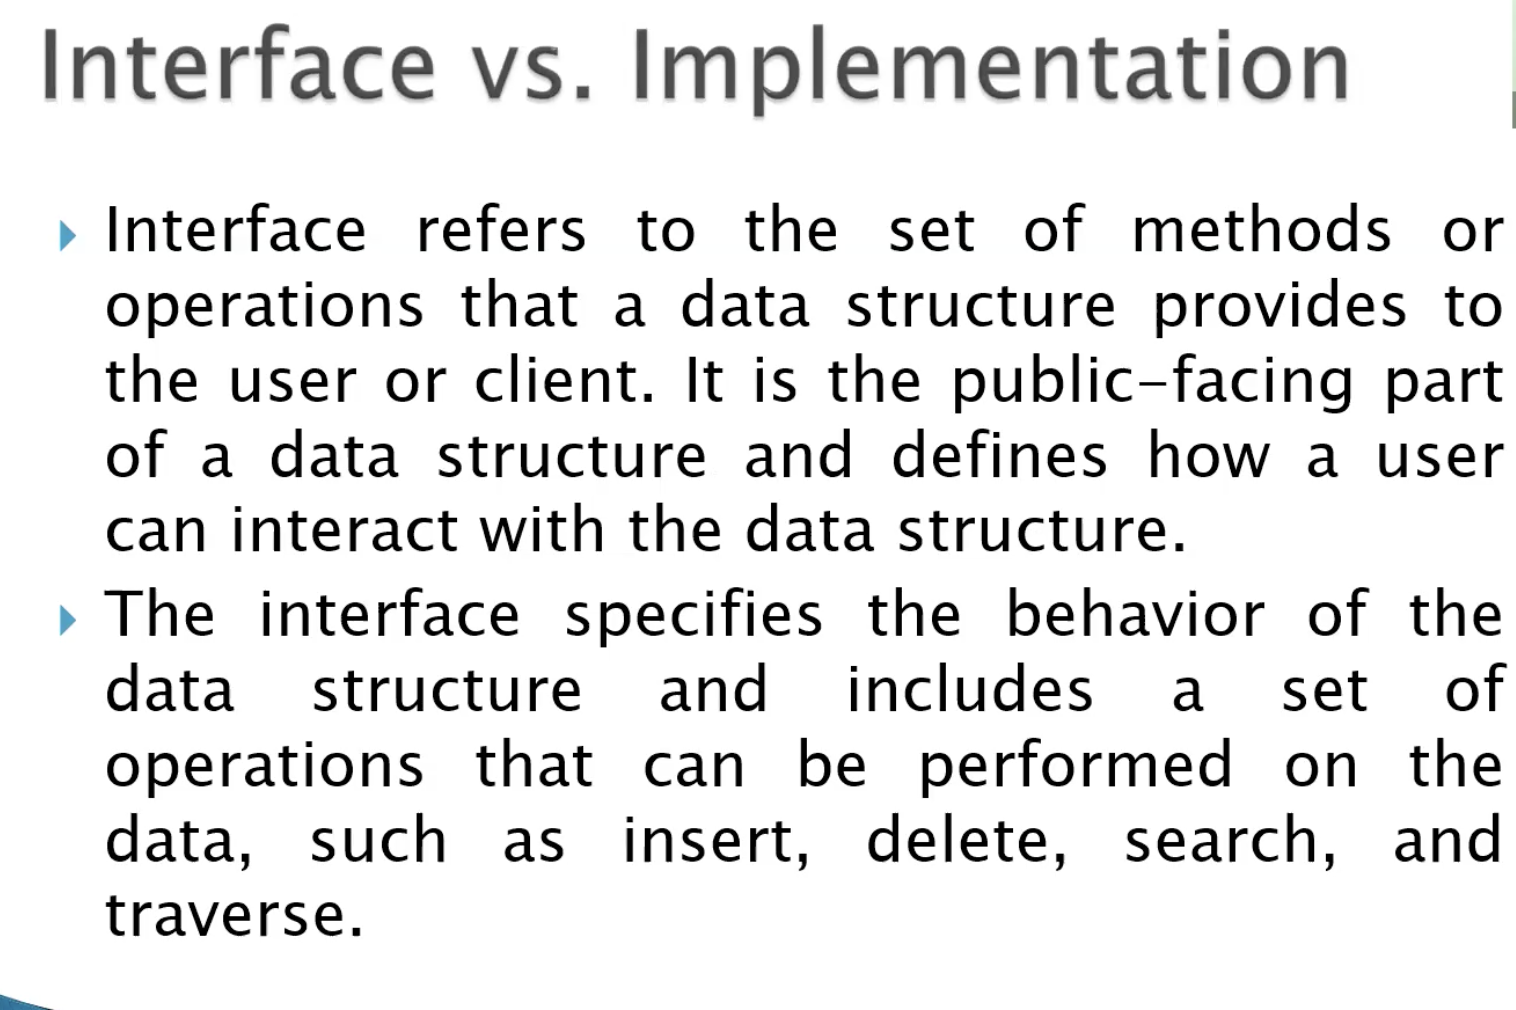 Interface vs. Implementation
Interface refers to the set of methods or
operations that a data structure provides to
the user or client. It is the public-facing part
of a data structure and defines how a user
can interact with the data structure.
The interface specifies the behavior of the
data structure and includes a set of
operations that can be performed on the
data, such as insert, delete, search, and
traverse.